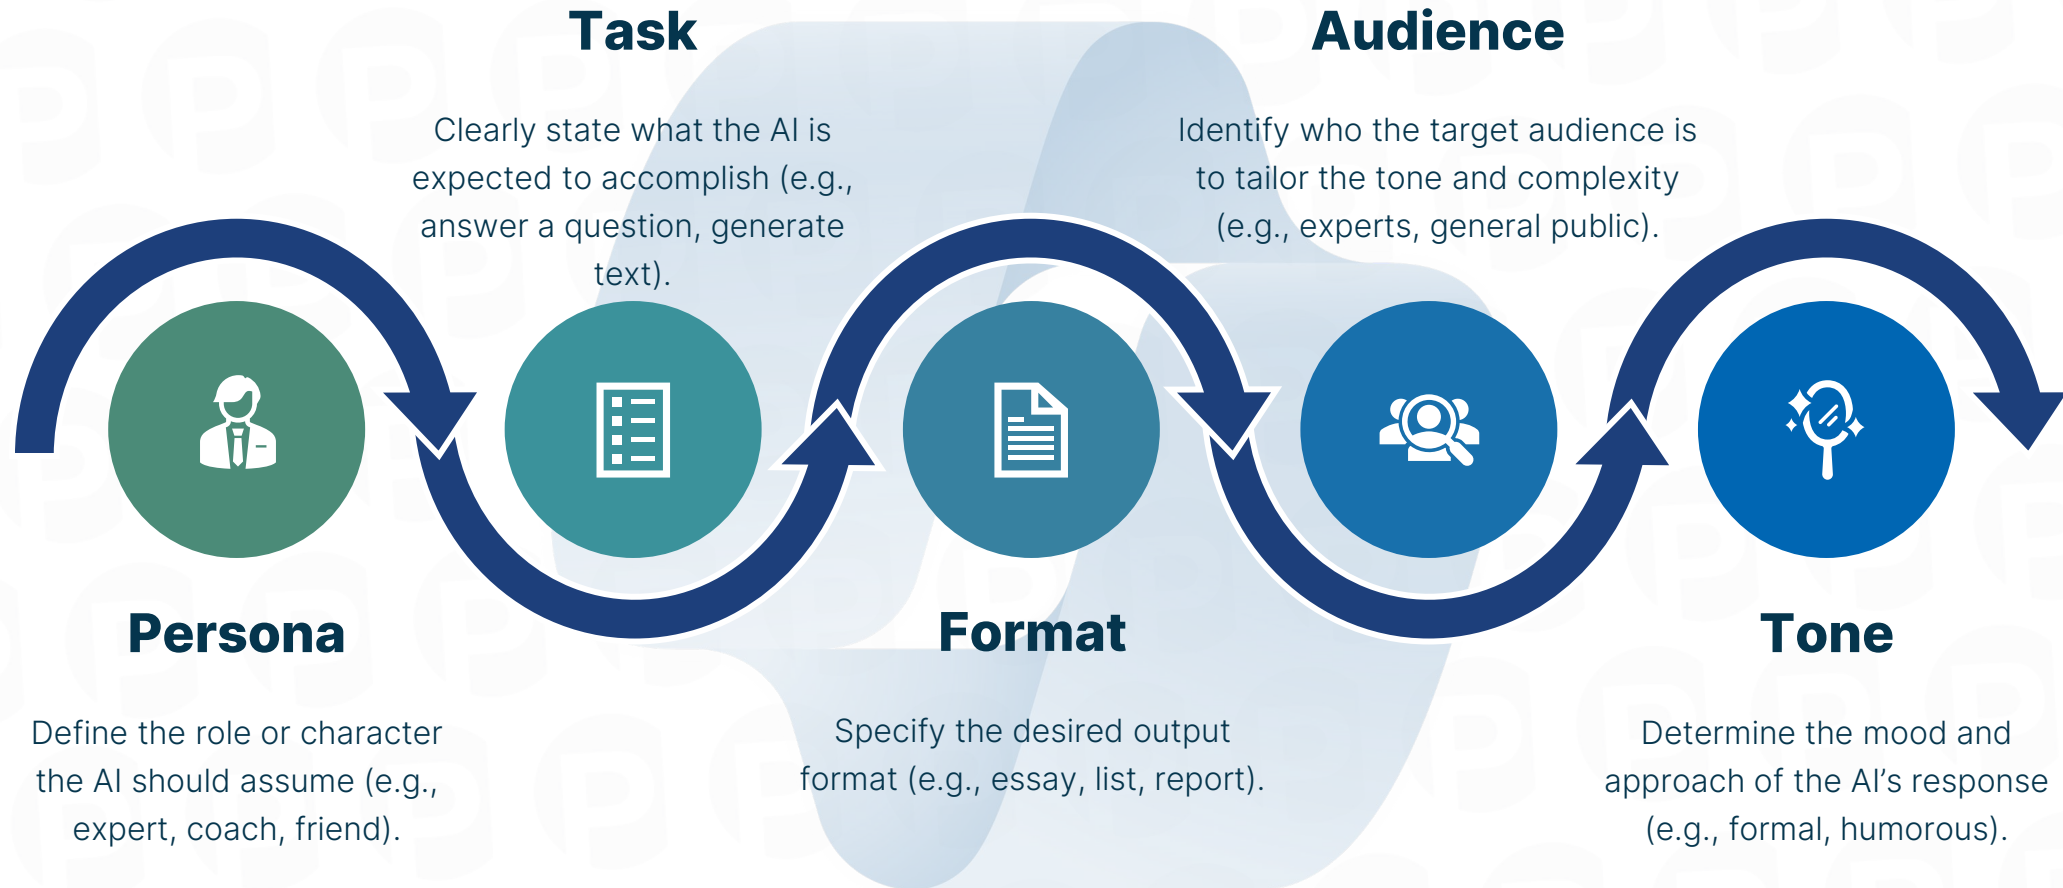 Persona
Define the role or character
the AI should assume (e.g.,
expert, coach, friend).
Task
Clearly state what the AI is
expected to accomplish (e.g.,
answer a question, generate
text).
Format
Specify the desired output
format (e.g., essay, list, report).
Audience
Identify who the target audience is
to tailor the tone and complexity
(e.g., experts, general public).
Tone
Determine the mood and
approach of the AI’s response
(e.g., formal, humorous).